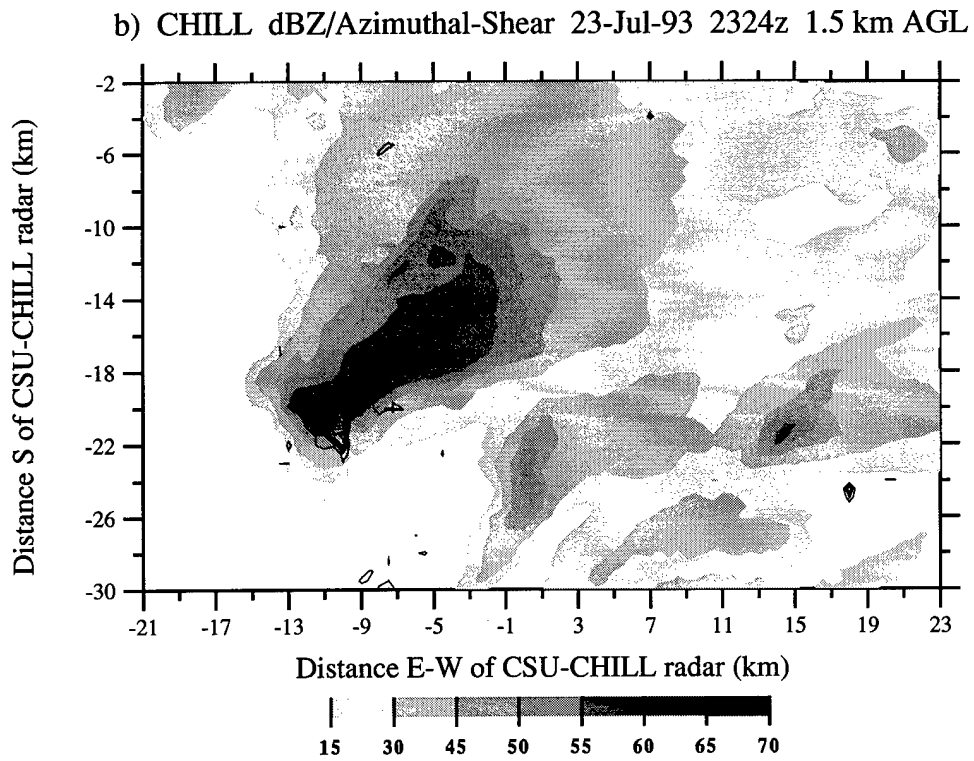 b) CHILL dBZ/Azimuthal-Shear 23-Jul-93 2324z 1.5 km AGL
Distance S of CSU-CHILL radar (km)
-2
-6
-10
-14
-18
-22
-26
-30
-21 -17 -13 -9 -5 -1 3 7 11 15 19 23
Distance E-W of CSU-CHILL radar (km)
15 30 45 50 55 60 65 70